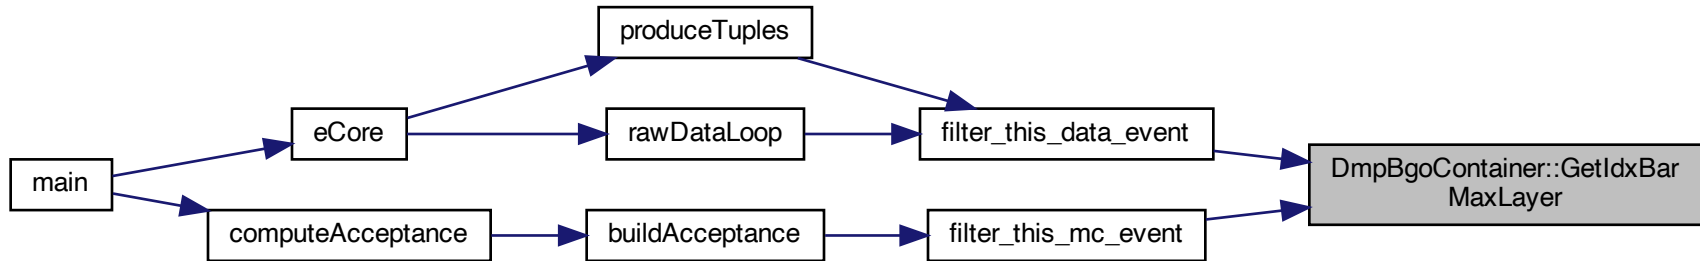 produceTuples
eCore
rawDataLoop
filter_this_data_event
main
DmpBgoContainer::GetIdxBar
MaxLayer
computeAcceptance
buildAcceptance
filter_this_mc_event